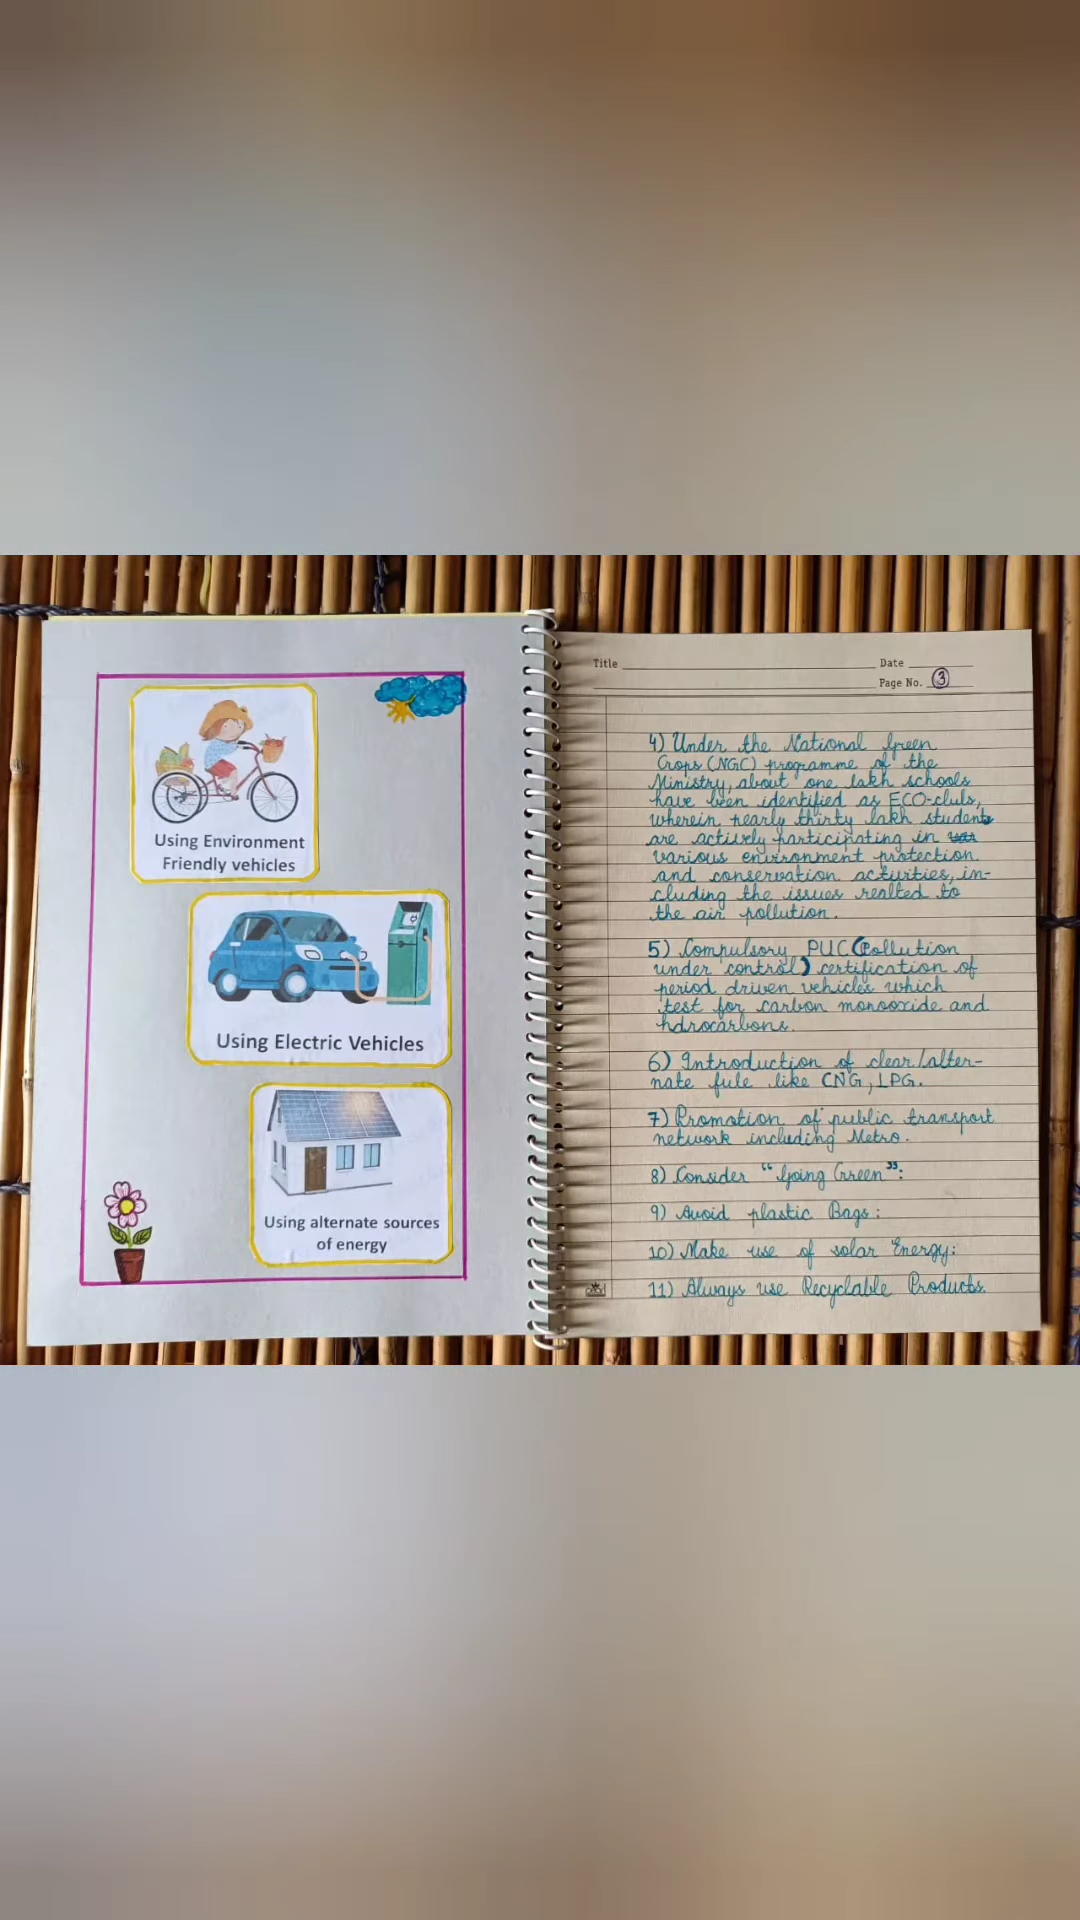 Using Environment
Friendly vehicles
Using Electric Vehicles
Using alternate sources
of energy
Title
Date
Page No. 3
4) Under the National Green
Crops (NGC) programme of the
Ministry, about one lakh schools
have been identified as ECO-clubs,
wherein nearly thirty lakh students
are actively participating in
various environment protection
and conservation activities, in-
cluding the issues realted to
the air pollution.
5) Compulsory PUC (Pollution
under control) certification of
period driven vehicles which
test for carbon monooxide and
hdrocarbons.
6) Introduction of clear/alter-
nate fule like CNG, LPG.
7) Promotion of public transport
network including Metro.
8) Consider "Going Green":
9) Avoid plastic Bags:
10) Make use of solar Energy:
11) Always use Recyclable Products.